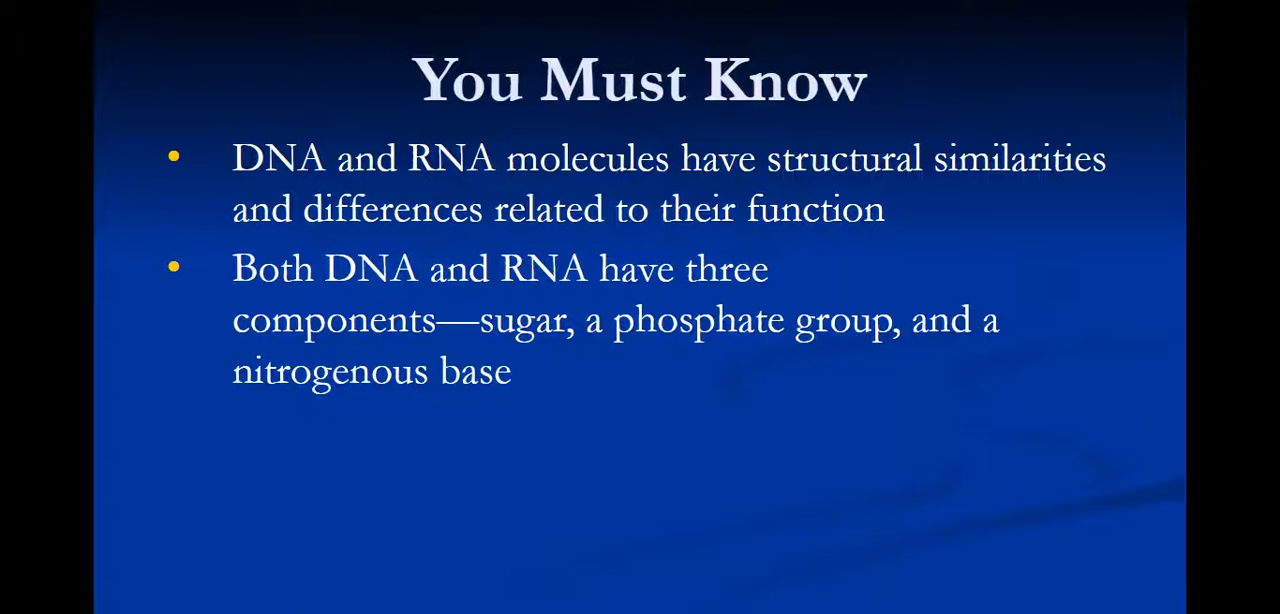 You Must Know
• DNA and RNA molecules have structural similarities
and differences related to their function
• Both DNA and RNA have three
components—sugar, a phosphate group, and a
nitrogenous base